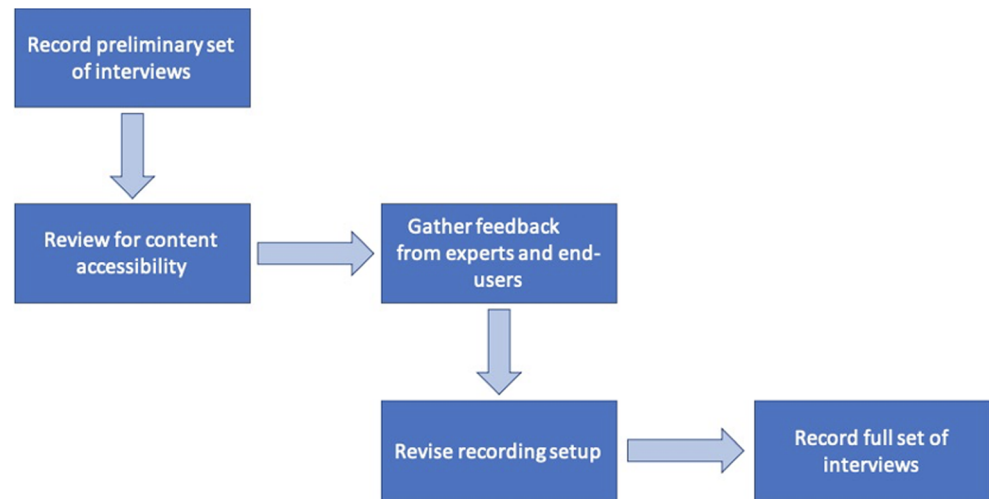 Record preliminary set
of interviews
Review for content
accessibility
Gather feedback
from experts and end-
users
Revise recording setup
Record full set of
interviews